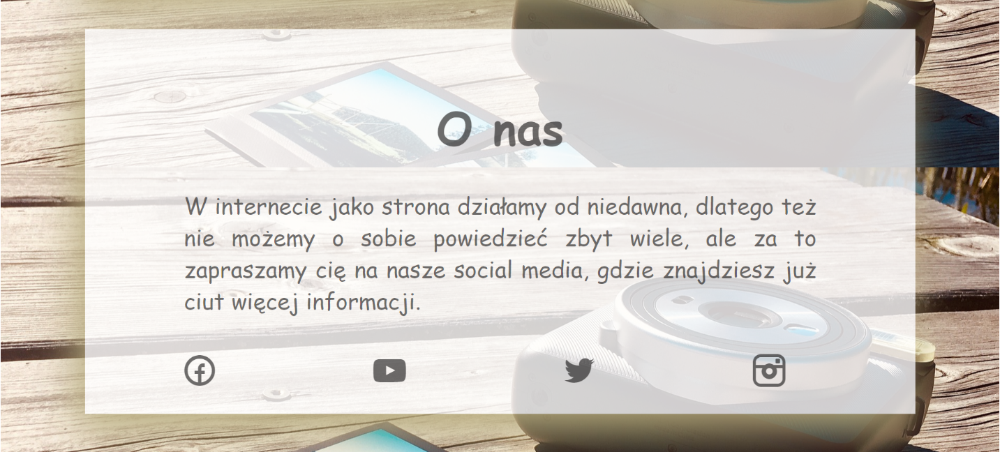 O nas
W internecie jako strona działamy od niedawna, dlatego też
nie możemy o sobie powiedzieć zbyt wiele, ale za to
zapraszamy cię na nasze social media, gdzie znajdziesz już
ciut więcej informacji.